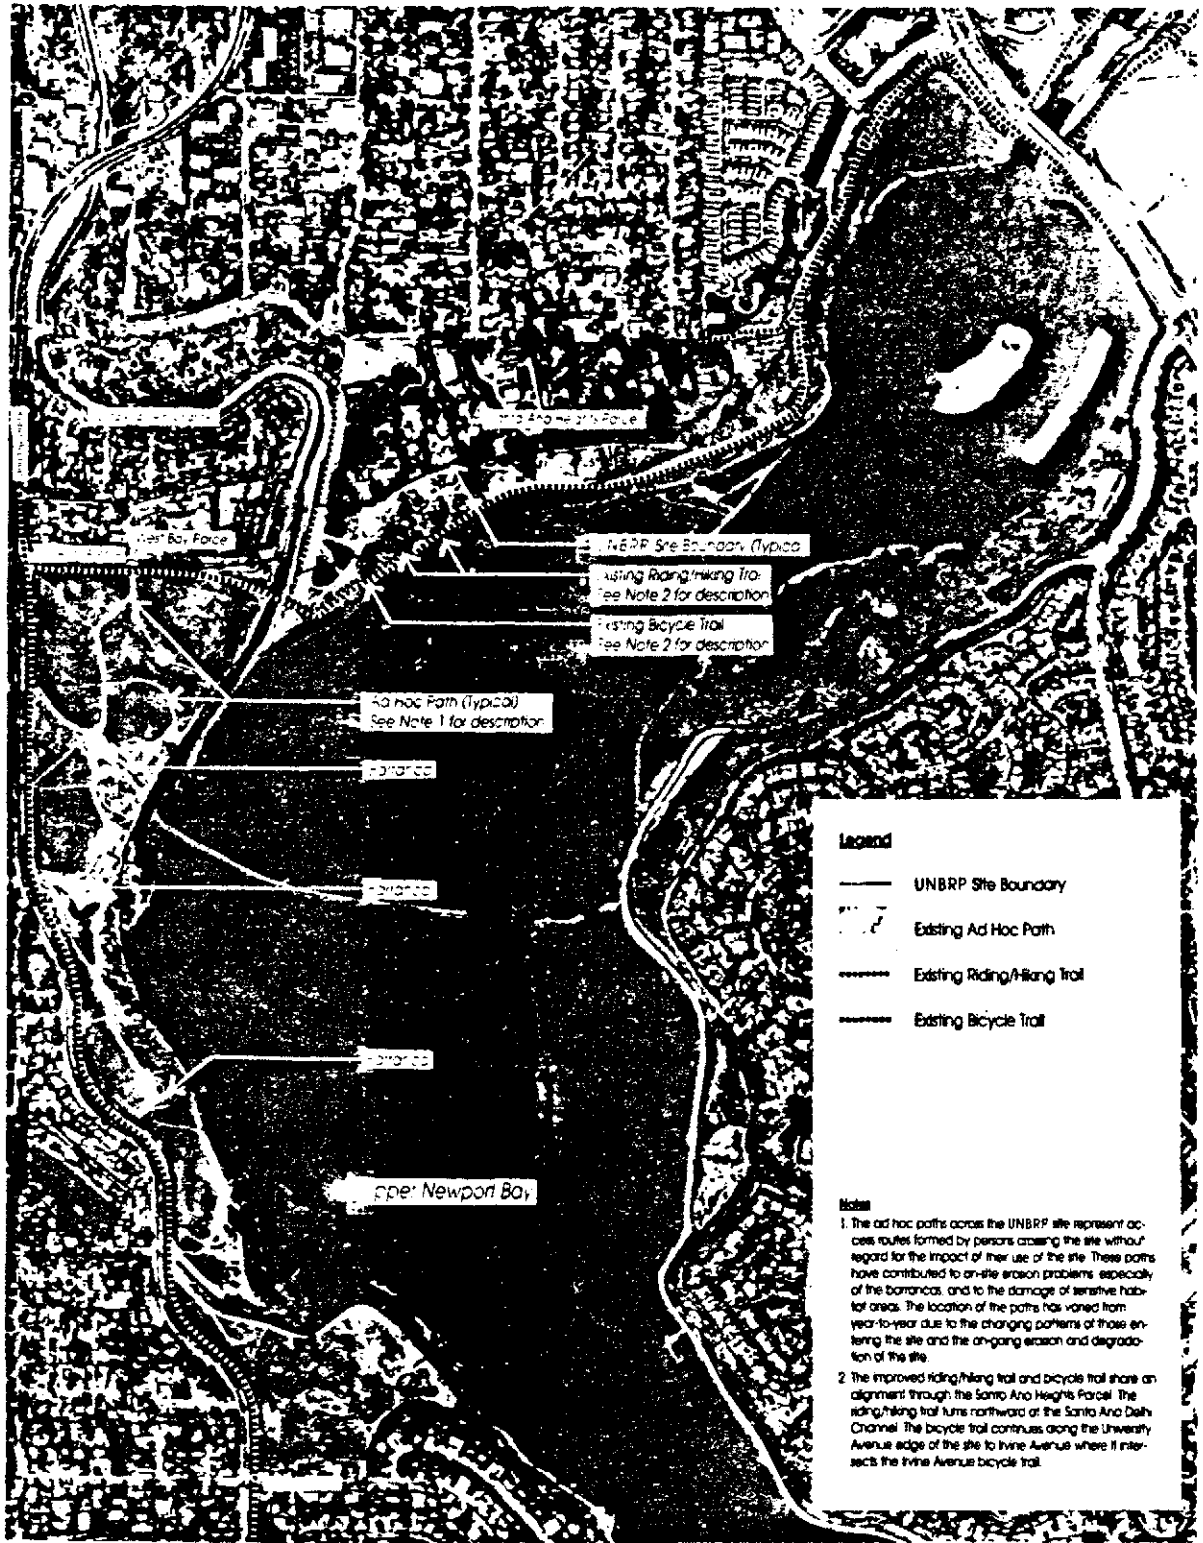 UNBRP Site Boundary (Typical
Existing Riding/Hiking Trail
See Note 2 for description
Existing Bicycle Trail
See Note 2 for description
West Bay Parcel
Ad Hoc Path (Typical)
See Note 1 for description
Barranca
Barranca
Barranca
Upper Newport Bay
Legend
UNBRP Site Boundary
Existing Ad Hoc Path
Existing Riding/Hiking Trail
Existing Bicycle Trail
Notes
1. The ad hoc paths across the UNBRP site represent ac-
cess routes formed by persons crossing the site without
regard for the impact of their use of the site. These paths
have contributed to on-site erosion problems, especially
of the barrancas, and to the damage of sensitive habi-
tat areas. The location of the paths has varied from
year-to-year due to the changing patterns of those en-
tering the site and the on-going erosion and degrada-
tion of the site.
2. The improved riding/hiking trail and bicycle trail share an
alignment through the Santa Ana Heights Parcel. The
riding/hiking trail turns northward at the Santa Ana Delhi
Channel. The bicycle trail continues along the University
Avenue edge of the site to Irvine Avenue where it inter-
sects the Irvine Avenue bicycle trail.